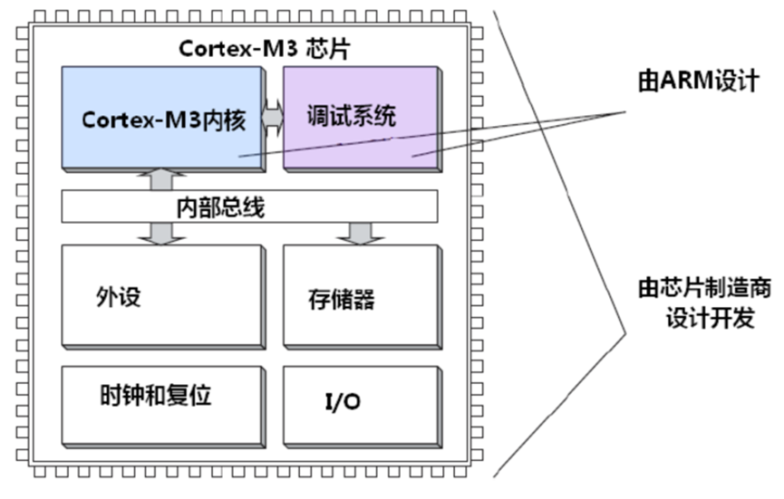 Cortex-M3 芯片
Cortex-M3内核
调试系统
由ARM设计
内部总线
外设
存储器
由芯片制造商
设计开发
时钟和复位
I/O